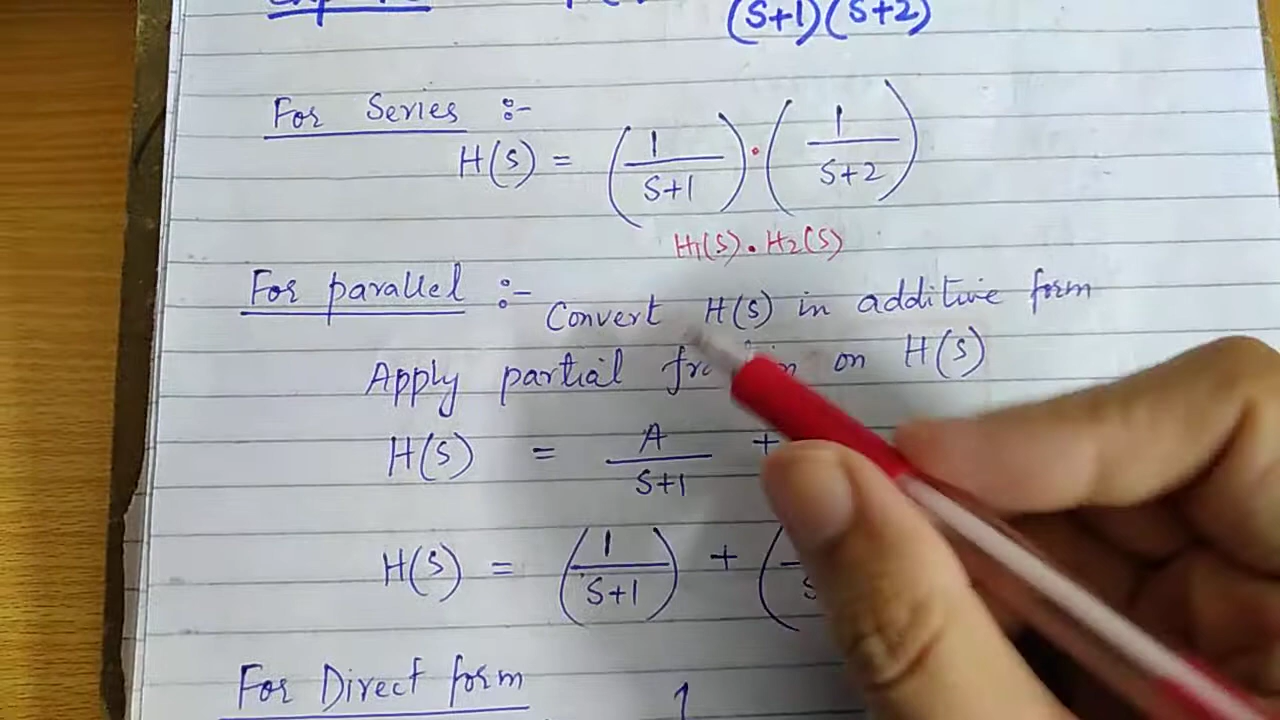 (S+1)(S+2)
For Series :-
H(S) = (1/(S+1)) . (1/(S+2))
H1(S) . H2(S)
For parallel :- Convert H(S) in additive form
Apply partial on H(S)
H(S) = A/(S+1) +
H(S) = (1/(S+1)) + (
For Direct form
1